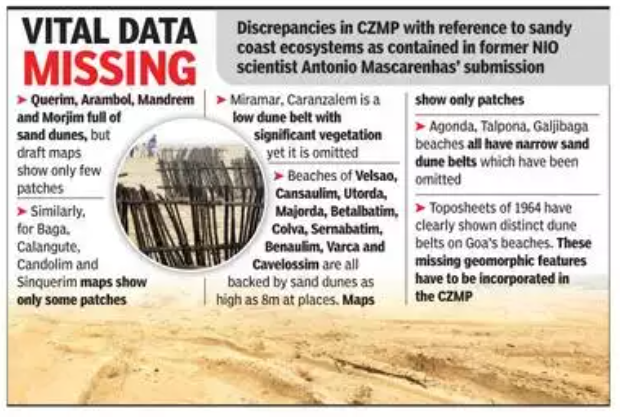 VITAL DATA
MISSING
Discrepancies in CZMP with reference to sandy
coast ecosystems as contained in former NIO
scientist Antonio Mascarenhas' submission
➤ Querim, Arambol, Mandrem
and Morjim full of
sand dunes, but
draft maps
show only few
patches
➤ Similarly,
for Baga,
Calangute,
Candolim and
Sinquerim maps show
only some patches
➤ Miramar, Caranzalem is a
low dune belt with
significant vegetation
yet it is omitted
➤ Beaches of Velsao,
Cansaulim, Utorda,
Majorda, Betalbatim,
Colva, Sernabatim,
Benaulim, Varca and
Cavelossim are all
backed by sand dunes as
high as 8m at places. Maps
show only patches
➤ Agonda, Talpona, Galjibaga
beaches all have narrow sand
dune belts which have been
omitted
➤ Toposheets of 1964 have
clearly shown distinct dune
belts on Goa's beaches. These
missing geomorphic features
have to be incorporated in
the CZMP